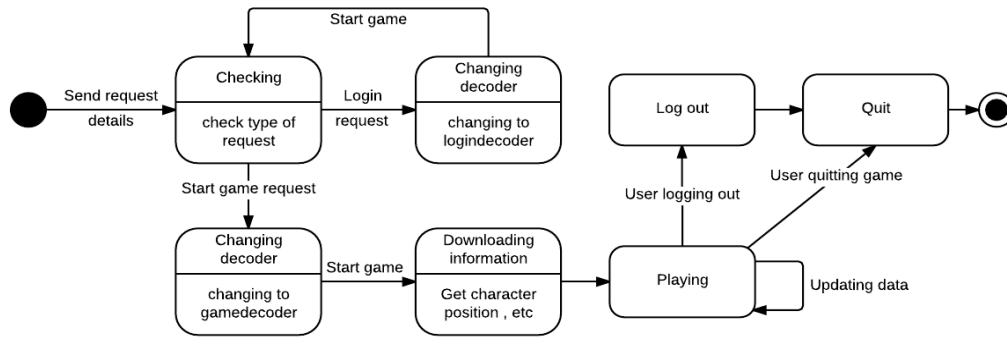 Start game
Checking
check type of
request
Changing
decoder
changing to
logindecoder
Send request
details
Login
request
Log out
Quit
Start game request
User logging out
User quitting game
Changing
decoder
changing to
gamedecoder
Start game
Downloading
information
Get character
position , etc
Playing
Updating data